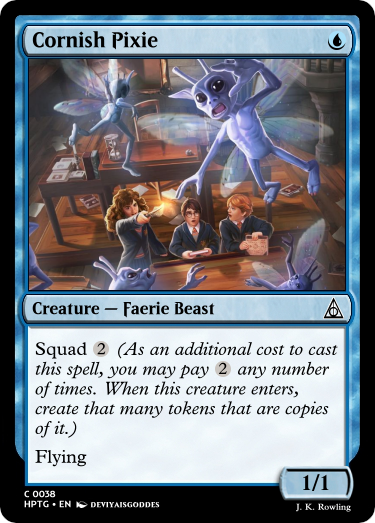 Cornish Pixie
Creature — Faerie Beast
Squad 2 (As an additional cost to cast
this spell, you may pay 2 any number
of times. When this creature enters,
create that many tokens that are copies
of it.)
Flying
1/1
C 0038
HPTG • EN DEVIYAISGODDES
J. K. Rowling